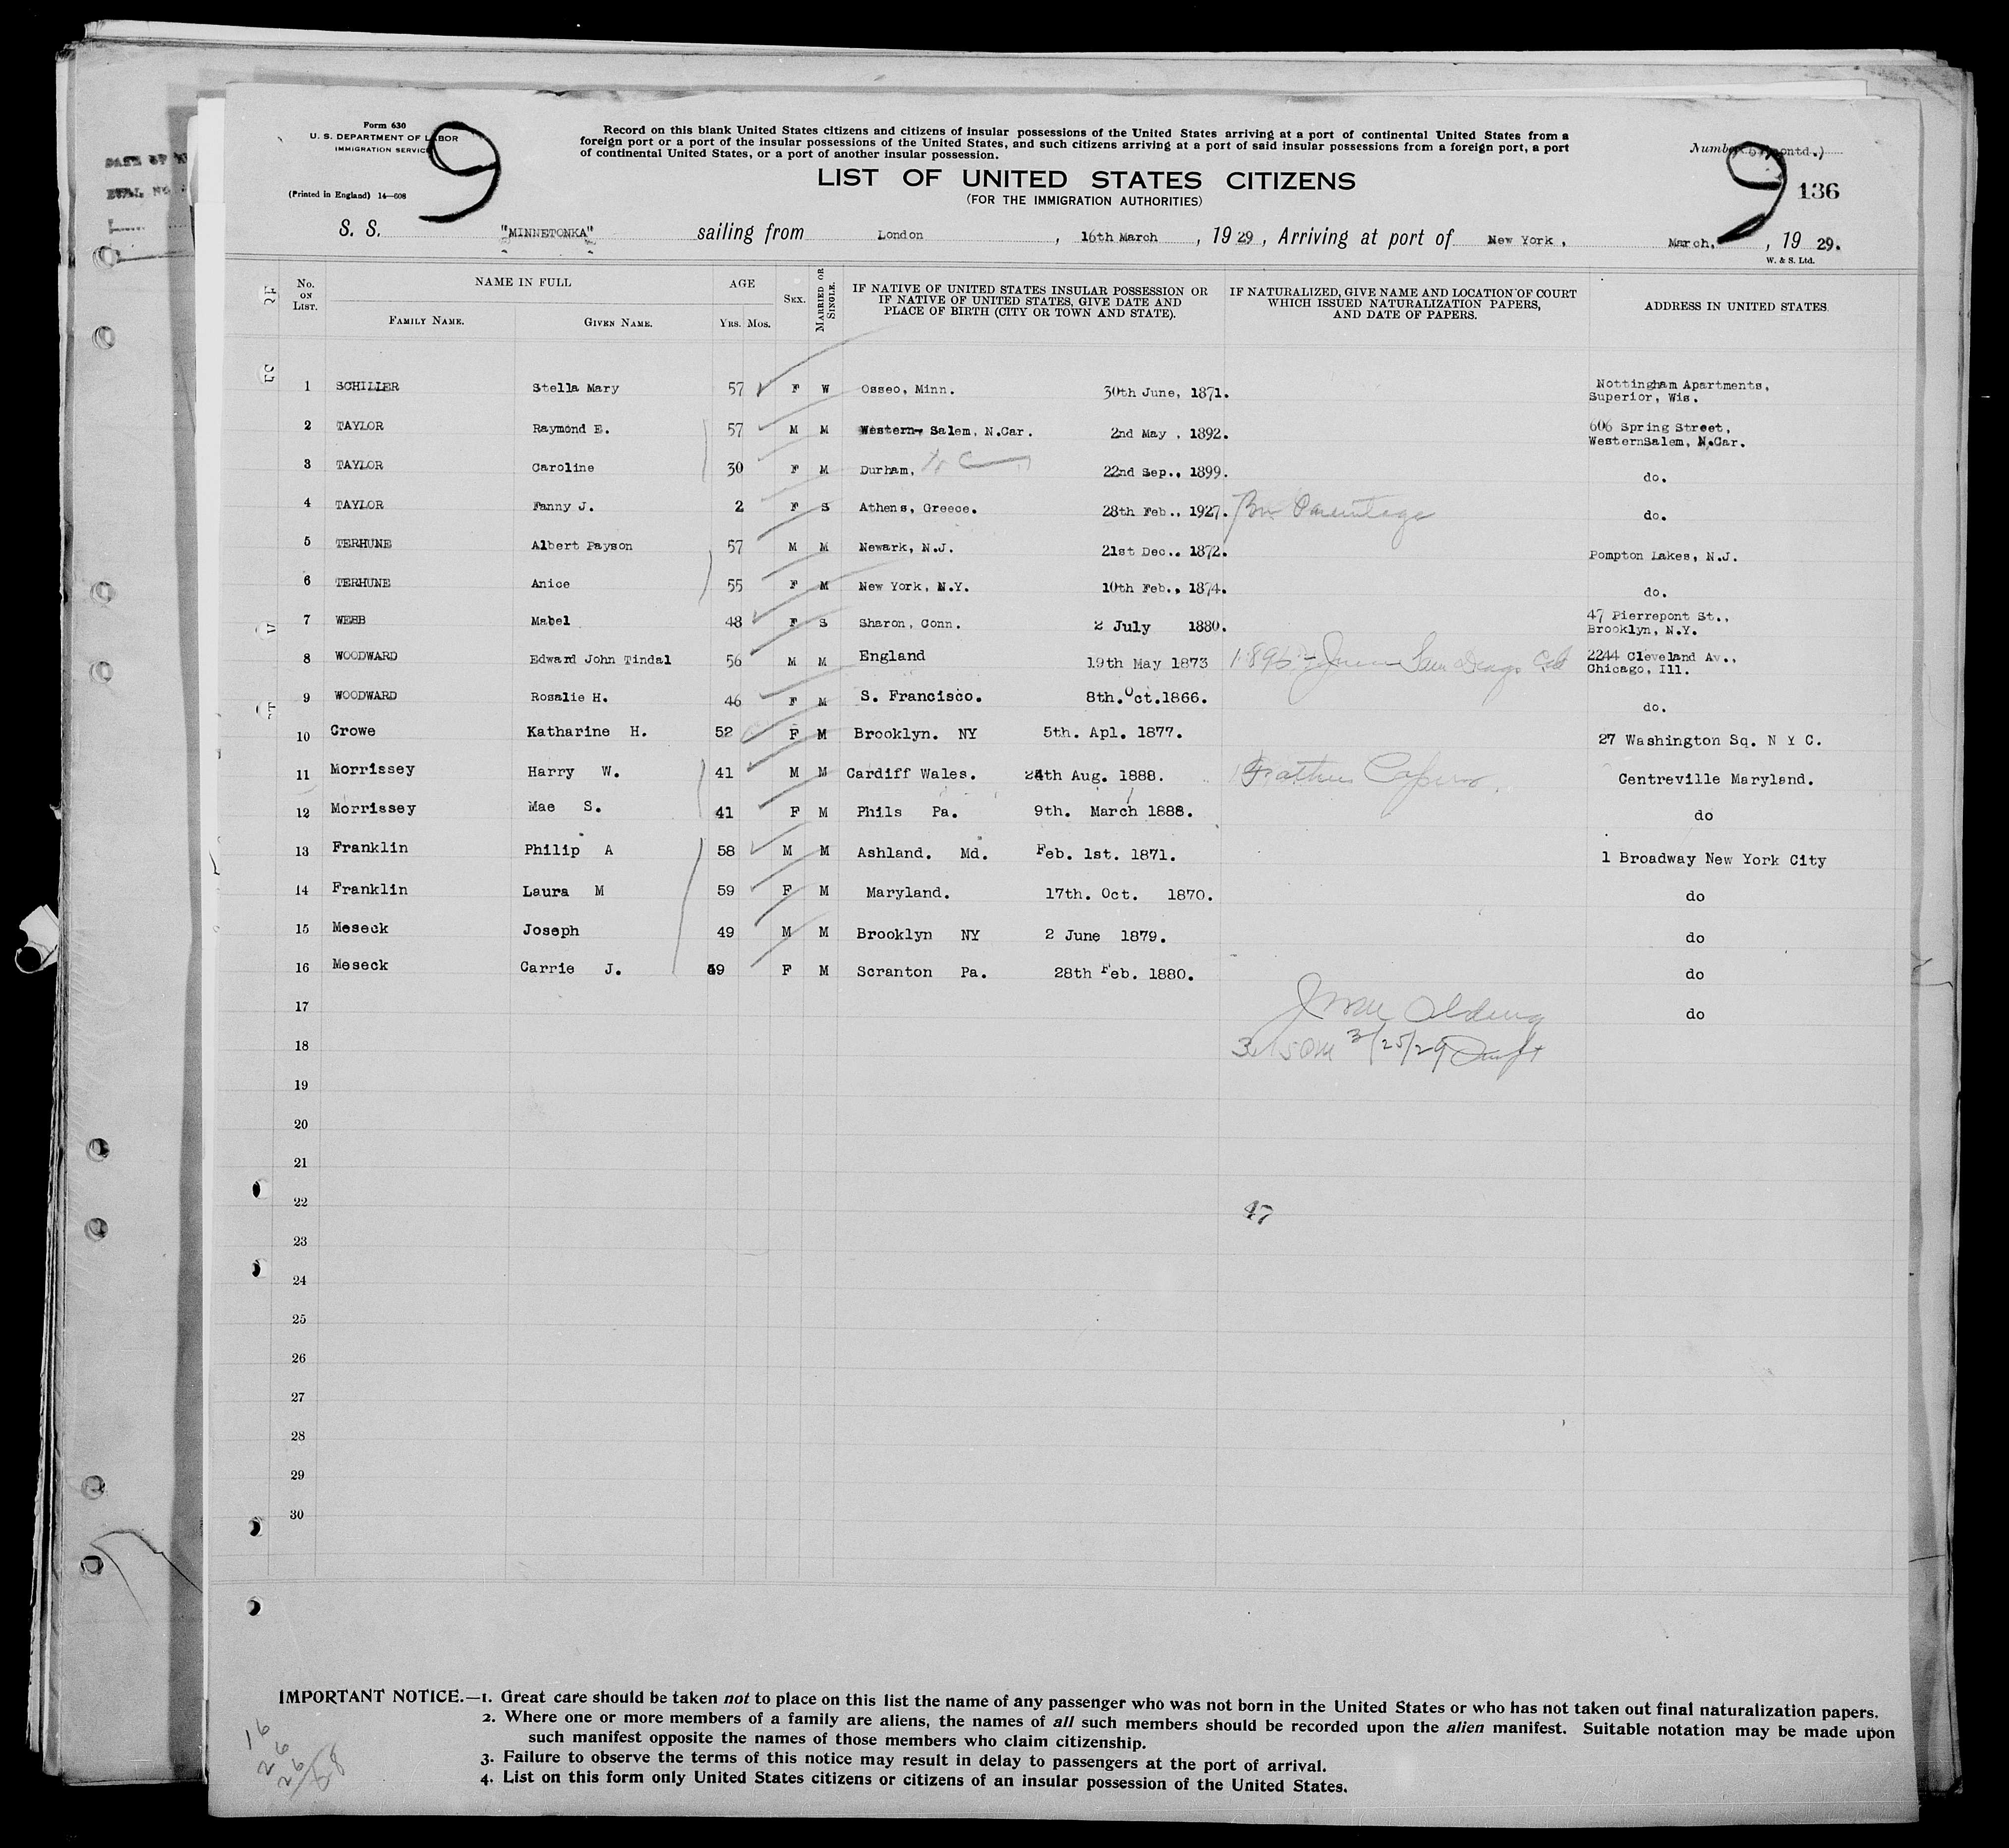 Form 630
U. S. DEPARTMENT OF LABOR
IMMIGRATION SERVICE
(Printed in England) 14—608
9
Record on this blank United States citizens and citizens of insular possessions of the United States arriving at a port of continental United States from a
foreign port or a port of the insular possessions of the United States, and such citizens arriving at a port of said insular possessions from a foreign port, a port
of continental United States, or a port of another insular possession.
Number (contd.)
9
136
LIST OF UNITED STATES CITIZENS
(FOR THE IMMIGRATION AUTHORITIES)
S. S. "MINNETONKA" sailing from London, 16th March, 1929, Arriving at port of New York, March, , 1929.
W. & S. Ltd.
No. ON LIST. NAME IN FULL FAMILY NAME. GIVEN NAME. AGE YRS. MOS. SEX. MARRIED OR SINGLE. IF NATIVE OF UNITED STATES INSULAR POSSESSION OR IF NATIVE OF UNITED STATES, GIVE DATE AND PLACE OF BIRTH (CITY OR TOWN AND STATE). IF NATURALIZED, GIVE NAME AND LOCATION OF COURT WHICH ISSUED NATURALIZATION PAPERS, AND DATE OF PAPERS. ADDRESS IN UNITED STATES
1 SCHILLER Stella Mary 57 F W Osseo, Minn. 30th June, 1871. Nottingham Apartments, Superior, Wis.
2 TAYLOR Raymond E. 57 M M Western Salem, N.Car. 2nd May, 1892. 606 Spring Street, WesternSalem, N.Car.
3 TAYLOR Caroline 30 F M Durham, N C 22nd Sep., 1899. do.
4 TAYLOR Fanny J. 2 F S Athens, Greece. 28th Feb., 1927. Parentage do.
5 TERHUNE Albert Payson 57 M M Newark, N.J. 21st Dec., 1872. Pompton Lakes, N.J.
6 TERHUNE Anice 55 F M New York, N.Y. 10th Feb., 1874. do.
7 WEBB Mabel 48 F S Sharon, Conn. 2 July 1880. 47 Pierrepont St., Brooklyn, N.Y.
8 WOODWARD Edward John Tindal 56 M M England 19th May 1873 1896 San Diego Cal 2244 Cleveland Av., Chicago, Ill.
9 WOODWARD Rosalie H. 46 F M S. Francisco. 8th. Oct.1866. do.
10 Crowe Katharine H. 52 F M Brooklyn. NY 5th. Apl. 1877. 27 Washington Sq. N Y C.
11 Morrissey Harry W. 41 M M Cardiff Wales. 24th Aug. 1888. Fathers Papers. Centreville Maryland.
12 Morrissey Mae S. 41 F M Phils Pa. 9th. March 1888. do
13 Franklin Philip A 58 M M Ashland. Md. Feb. 1st. 1871. 1 Broadway New York City
14 Franklin Laura M 59 F M Maryland. 17th. Oct. 1870. do
15 Meseck Joseph 49 M M Brooklyn NY 2 June 1879. do
16 Meseck Carrie J. 49 F M Scranton Pa. 28th Feb. 1880. do
17 do
18 3/25/29
19
20
21
22 47
23
24
25
26
27
28
29
30
IMPORTANT NOTICE.—1. Great care should be taken not to place on this list the name of any passenger who was not born in the United States or who has not taken out final naturalization papers.
2. Where one or more members of a family are aliens, the names of all such members should be recorded upon the alien manifest. Suitable notation may be made upon
such manifest opposite the names of those members who claim citizenship.
3. Failure to observe the terms of this notice may result in delay to passengers at the port of arrival.
4. List on this form only United States citizens or citizens of an insular possession of the United States.
16
26
26